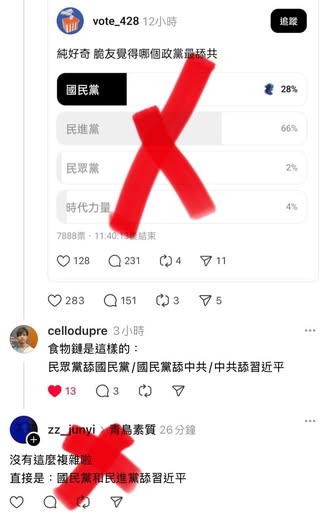 vote_428 12小時
追蹤
純好奇 脆友覺得哪個政黨最舔共
國民黨 28%
民進黨 66%
民眾黨 2%
時代力量 4%
7888票・11:40.13後結束
128 231 4 11
283 151 3 5
cellodupre 3小時
食物鏈是這樣的：
民眾黨舔國民黨/國民黨舔中共/中共舔習近平
13 3
zz_junyi > 青鳥素質 26分鐘
沒有這麼複雜啦
直接是：國民黨和民進黨舔習近平